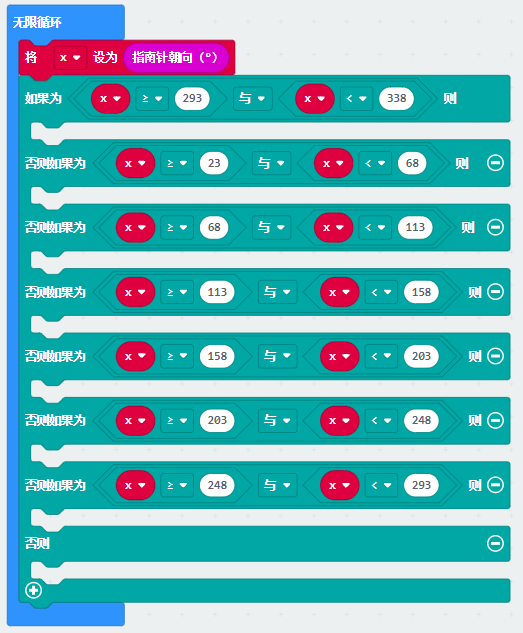 无限循环
将 x 设为 指南针朝向(°)
如果为 x ≥ 293 与 x < 338 则
否则如果为 x ≥ 23 与 x < 68 则
否则如果为 x ≥ 68 与 x < 113 则
否则如果为 x ≥ 113 与 x < 158 则
否则如果为 x ≥ 158 与 x < 203 则
否则如果为 x ≥ 203 与 x < 248 则
否则如果为 x ≥ 248 与 x < 293 则
否则